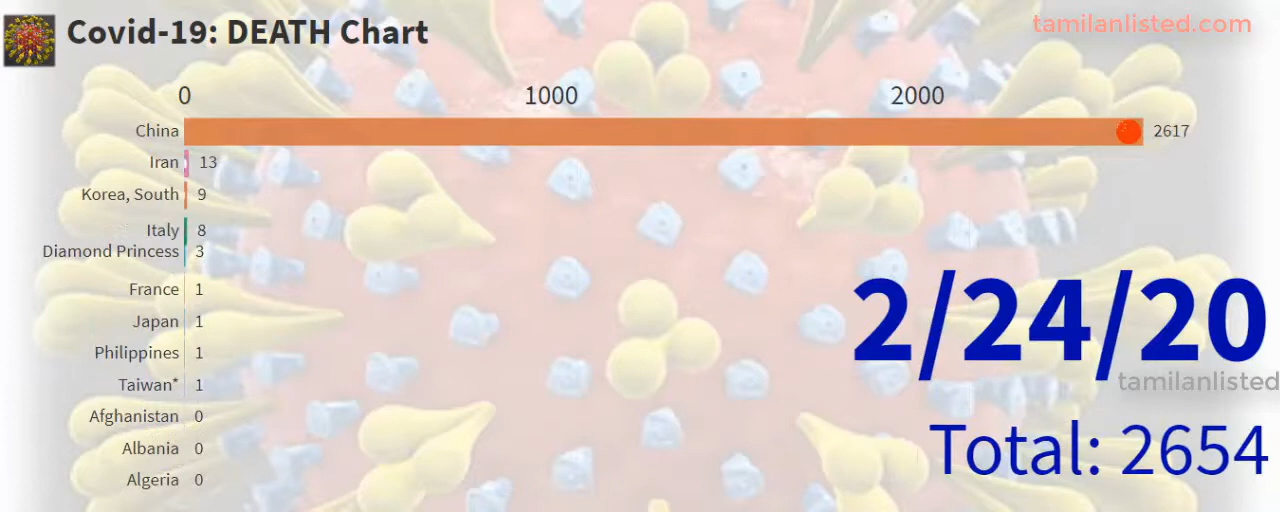 Covid-19: DEATH Chart
tamilanlisted.com
0 1000 2000
China 2617
Iran 13
Korea, South 9
Italy 8
Diamond Princess 3
France 1
Japan 1
Philippines 1
Taiwan* 1
Afghanistan 0
Albania 0
Algeria 0
2/24/20
tamilanlisted
Total: 2654